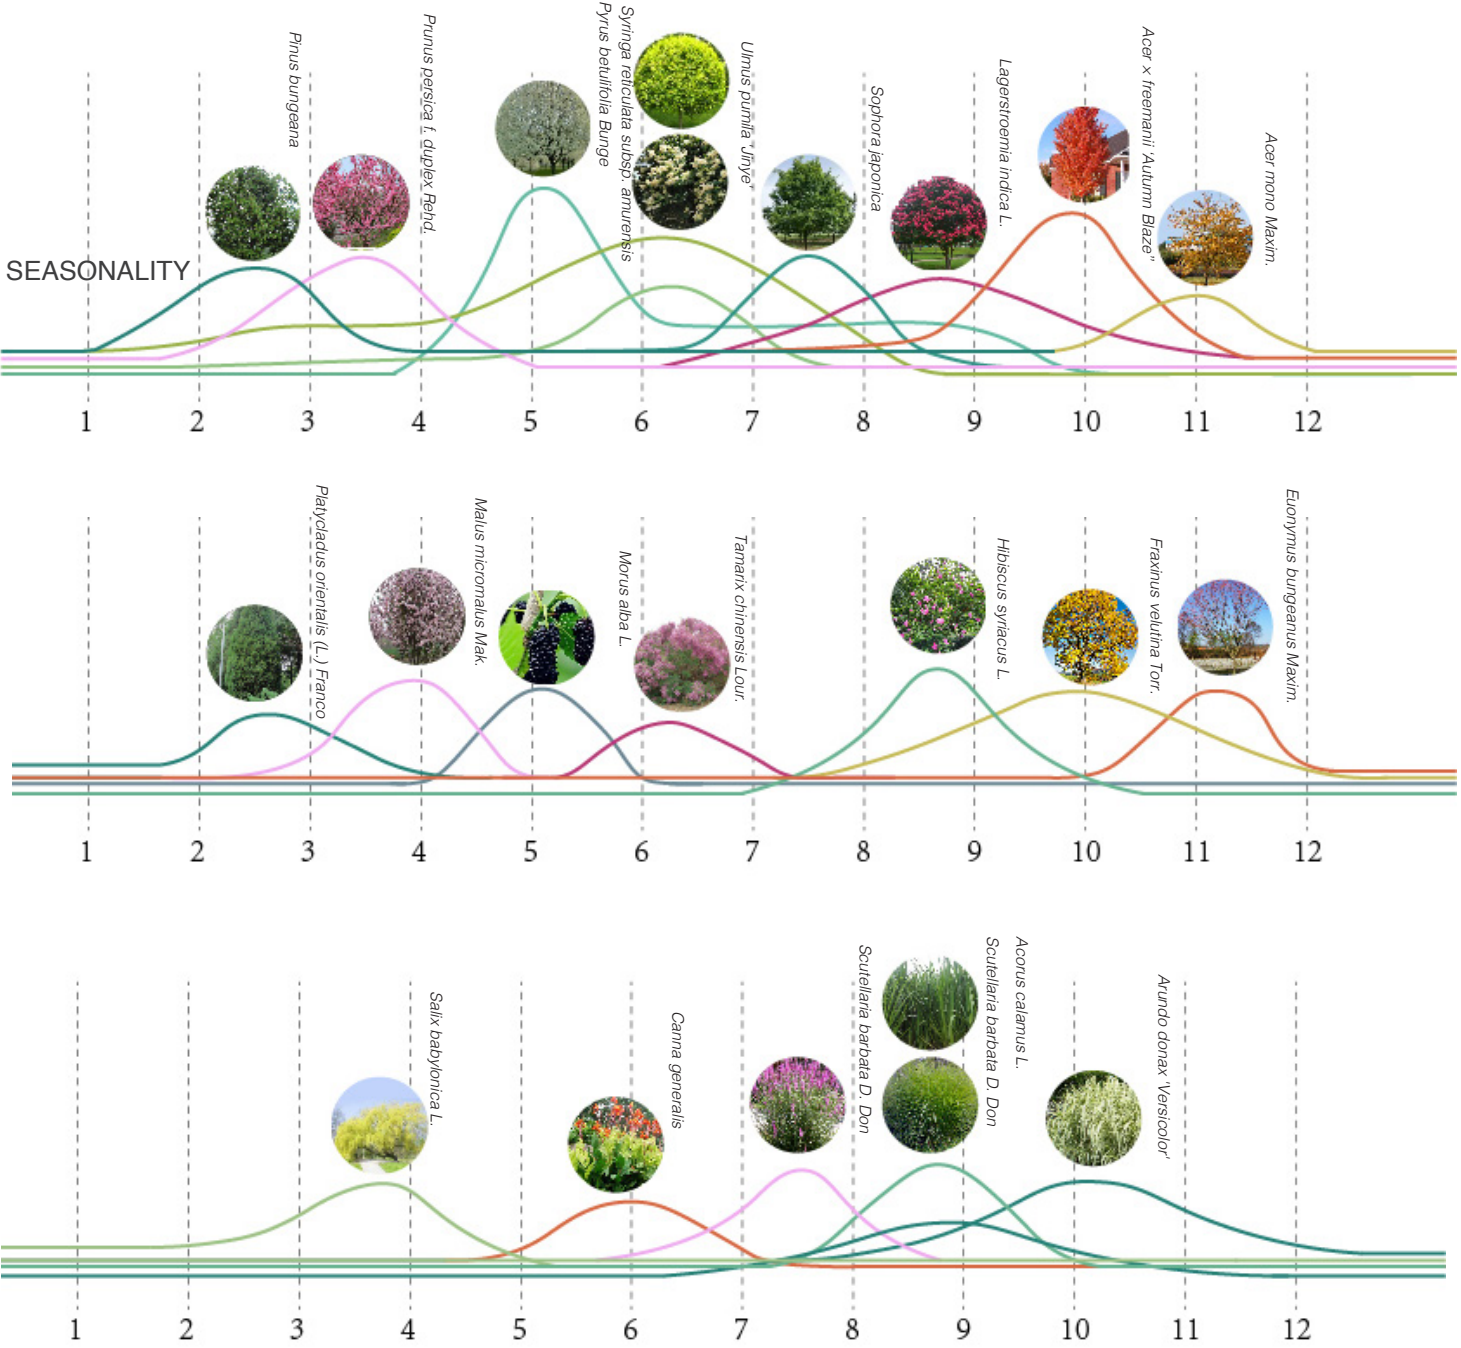 SEASONALITY
Pinus bungeana
Prunus persica f. duplex Rehd.
Pyrus betulifolia Bunge
Syringa reticulata subsp. amurensis
Ulmus pumila 'Jinye'
Sophora japonica
Lagerstroemia indica L.
Acer × freemanii 'Autumn Blaze"
Acer mono Maxim.
1 2 3 4 5 6 7 8 9 10 11 12
Platycladus orientalis (L.) Franco
Malus micromalus Mak.
Morus alba L.
Tamarix chinensis Lour.
Hibiscus syriacus L.
Fraxinus velutina Torr.
Euonymus bungeanus Maxim.
1 2 3 4 5 6 7 8 9 10 11 12
Salix babylonica L.
Canna generalis
Scutellaria barbata D. Don
Scutellaria barbata D. Don
Acorus calamus L.
Arundo donax 'Versicolor'
1 2 3 4 5 6 7 8 9 10 11 12